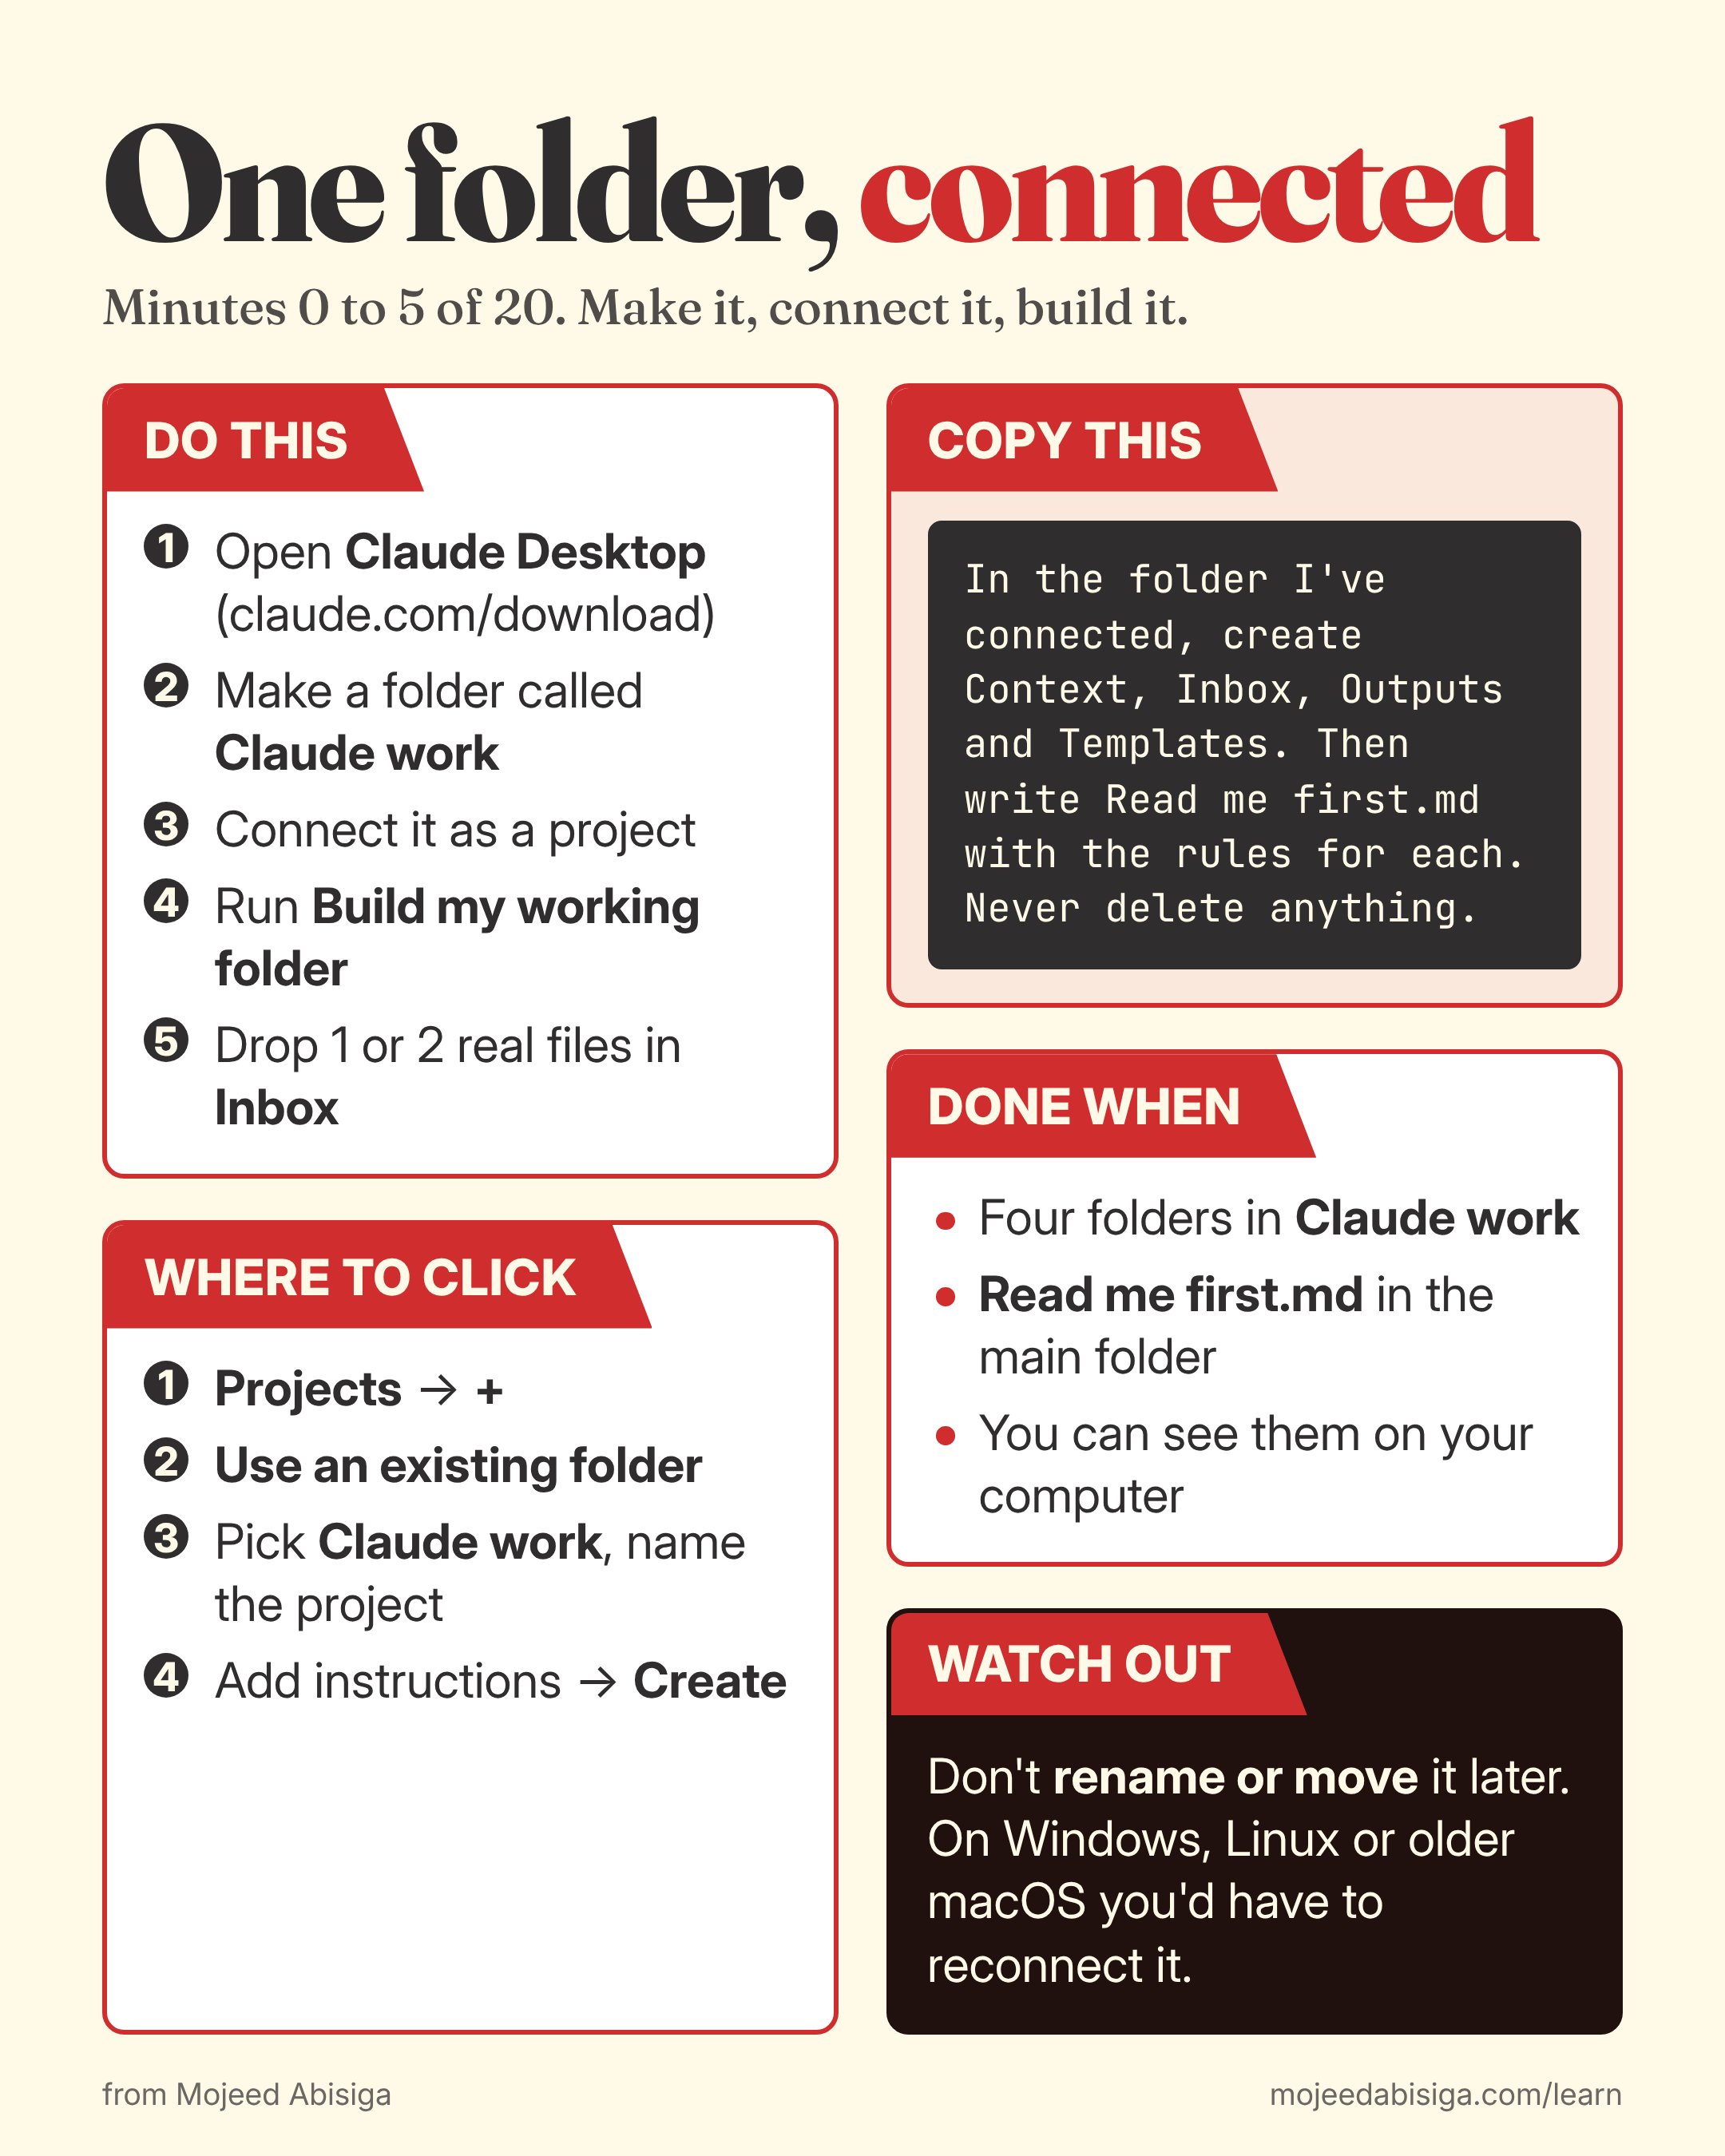 One folder, connected
Minutes 0 to 5 of 20. Make it, connect it, build it.
DO THIS
1 Open Claude Desktop
(claude.com/download)
2 Make a folder called
Claude work
3 Connect it as a project
4 Run Build my working
folder
5 Drop 1 or 2 real files in
Inbox
WHERE TO CLICK
1 Projects → +
2 Use an existing folder
3 Pick Claude work, name
the project
4 Add instructions → Create
COPY THIS
In the folder I've
connected, create
Context, Inbox, Outputs
and Templates. Then
write Read me first.md
with the rules for each.
Never delete anything.
DONE WHEN
• Four folders in Claude work
• Read me first.md in the
main folder
• You can see them on your
computer
WATCH OUT
Don't rename or move it later.
On Windows, Linux or older
macOS you'd have to
reconnect it.
from Mojeed Abisiga
mojeedabisiga.com/learn